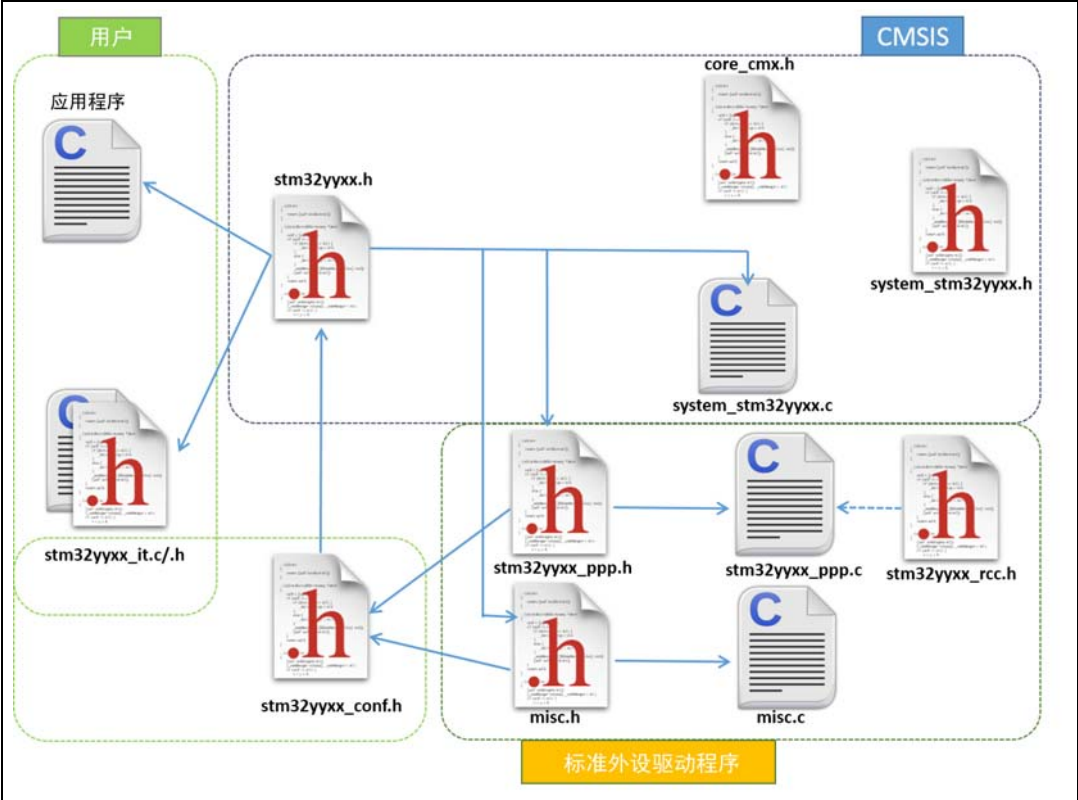 用户
CMSIS
core_cmx.h
应用程序
C
.h
stm32yyxx.h
.h
.h
system_stm32yyxx.h
C
system_stm32yyxx.c
C
.h
stm32yyxx_it.c/.h
.h
stm32yyxx_ppp.h
C
stm32yyxx_ppp.c
.h
stm32yyxx_rcc.h
.h
stm32yyxx_conf.h
.h
misc.h
C
misc.c
标准外设驱动程序